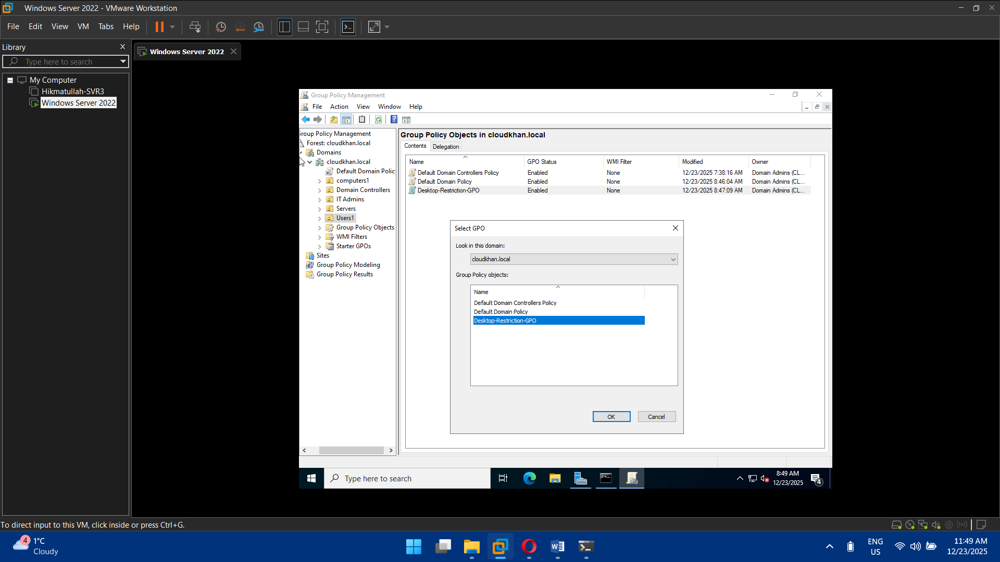 Windows Server 2022 - VMware Workstation
File Edit View VM Tabs Help
Library
Type here to search
My Computer
Hikmatullah-SVR3
Windows Server 2022
Windows Server 2022
Group Policy Management
File Action View Window Help
roup Policy Management
Forest: cloudkhan.local
Domains
cloudkhan.local
Default Domain Polic
computers1
Domain Controllers
IT Admins
Servers
Users1
Group Policy Objects
WMI Filters
Starter GPOs
Sites
Group Policy Modeling
Group Policy Results
Group Policy Objects in cloudkhan.local
Contents Delegation
Name GPO Status WMI Filter Modified Owner
Default Domain Controllers Policy Enabled None 12/23/2025 7:38:16 AM Domain Admins (CL...
Default Domain Policy Enabled None 12/23/2025 8:46:04 AM Domain Admins (CL...
Desktop-Restriction-GPO Enabled None 12/23/2025 8:47:09 AM Domain Admins (CL...
Select GPO
Look in this domain:
cloudkhan.local
Group Policy objects:
Name
Default Domain Controllers Policy
Default Domain Policy
Desktop-Restriction-GPO
OK Cancel
Type here to search
8:49 AM
12/23/2025
4
To direct input to this VM, click inside or press Ctrl+G.
4
1°C
Cloudy
ENG
US
11:49 AM
12/23/2025